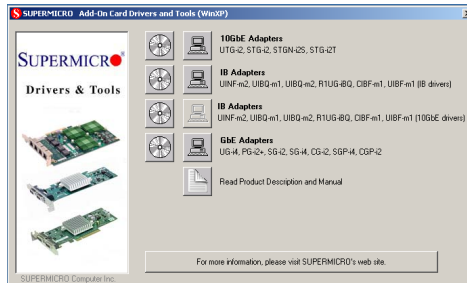 SUPERMICRO Add-On Card Drivers and Tools (WinXP)
SUPERMICRO
Drivers & Tools
10GbE Adapters
UTG-i2, STG-i2, STGN-i2S, STG-i2T
IB Adapters
UINF-m2, UIBQ-m1, UIBQ-m2, R1UG-iBQ, CIBF-m1, UIBF-m1 (IB drivers)
IB Adapters
UINF-m2, UIBQ-m1, UIBQ-m2, R1UG-iBQ, CIBF-m1, UIBF-m1 (10GbE drivers)
GbE Adapters
UG-i4, PG-i2+, SG-i2, SG-i4, CG-i2, SGP-i4, CGP-i2
Read Product Description and Manual
For more information, please visit SUPERMICRO's web site.
SUPERMICRO Computer Inc.